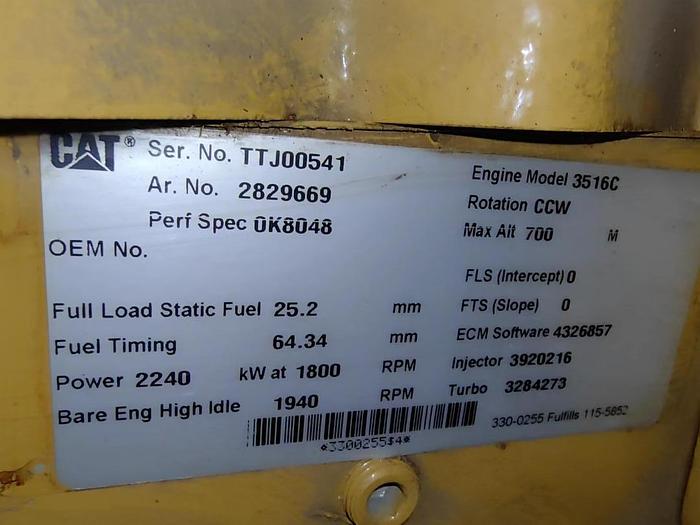 CAT® Ser. No. TTJ00541
Ar. No. 2829669
Perf Spec 0K8048
OEM No.
Full Load Static Fuel 25.2 mm
Fuel Timing 64.34 mm
Power 2240 kW at 1800 RPM
Bare Eng High Idle 1940 RPM
*3300255$4*
Engine Model 3516C
Rotation CCW
Max Alt 700 M
FLS (Intercept) 0
FTS (Slope) 0
ECM Software 4326857
Injector 3920216
Turbo 3284273
330-0255 Fulfills 115-5852